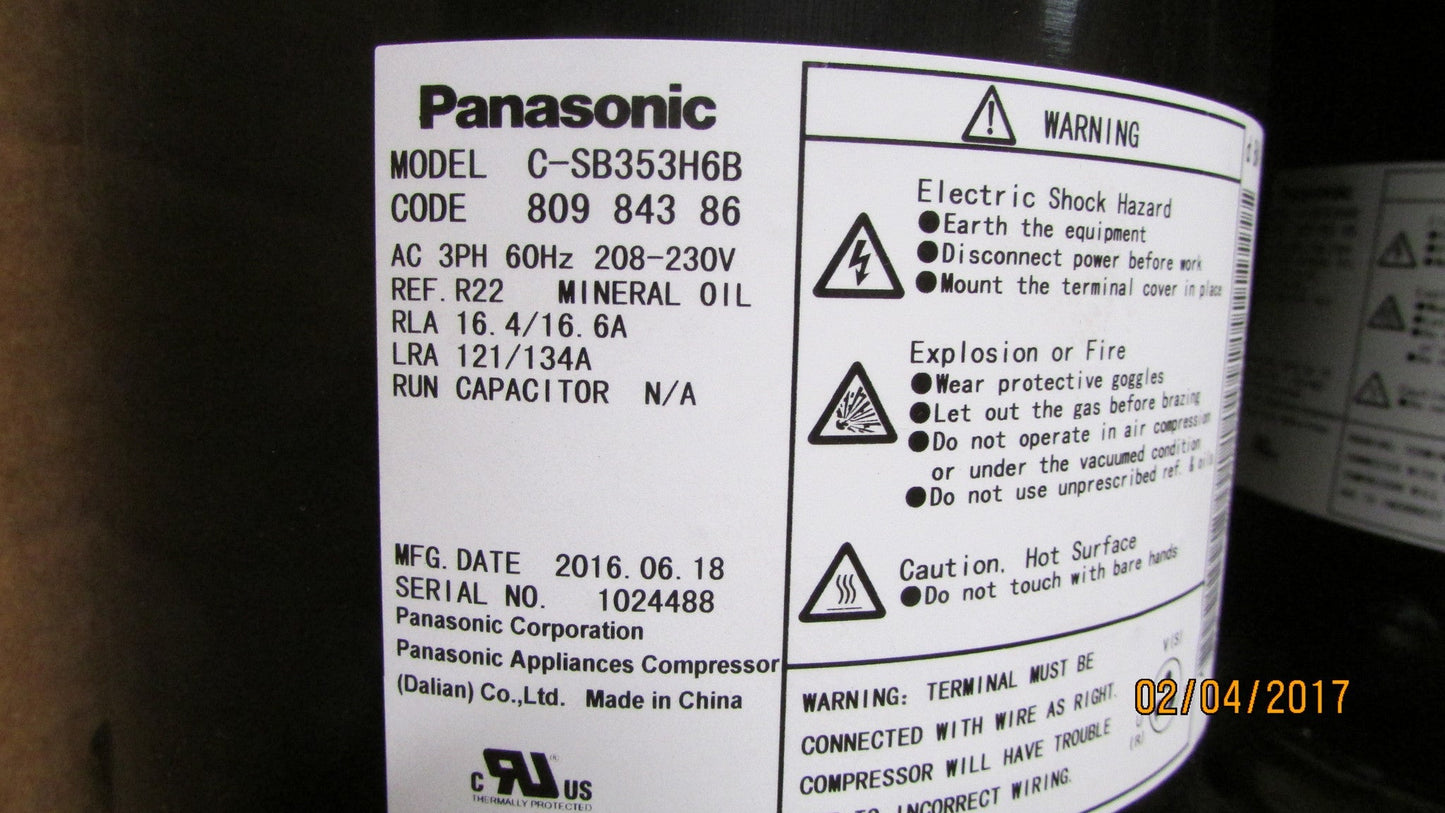 Panasonic
MODEL C-SB353H6B
CODE 809 843 86
AC 3PH 60Hz 208-230V
REF. R22 MINERAL OIL
RLA 16.4/16.6A
LRA 121/134A
RUN CAPACITOR N/A
MFG. DATE 2016.06.18
SERIAL NO. 1024488
Panasonic Corporation
Panasonic Appliances Compressor
(Dalian) Co.,Ltd. Made in China
C US
®
THERMALLY PROTECTED
WARNING
Electric Shock Hazard
●Earth the equipment
●Disconnect power before work
●Mount the terminal cover in place
Explosion or Fire
●Wear protective goggles
●Let out the gas before brazing
●Do not operate in air compression
or under the vacuumed condition
●Do not use unprescribed ref. & oils
Caution, Hot Surface
●Do not touch with bare hands
WARNING: TERMINAL MUST BE
CONNECTED WITH WIRE AS RIGHT.
COMPRESSOR WILL HAVE TROUBLE
TO INCORRECT WIRING.
V(S)
U
(R)
02/04/2017
Panasonic